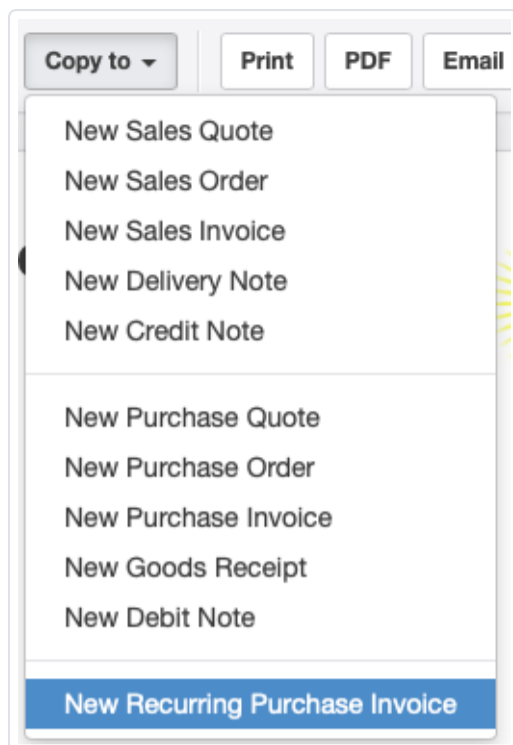 Copy to Print PDF Email
New Sales Quote
New Sales Order
New Sales Invoice
New Delivery Note
New Credit Note
New Purchase Quote
New Purchase Order
New Purchase Invoice
New Goods Receipt
New Debit Note
New Recurring Purchase Invoice